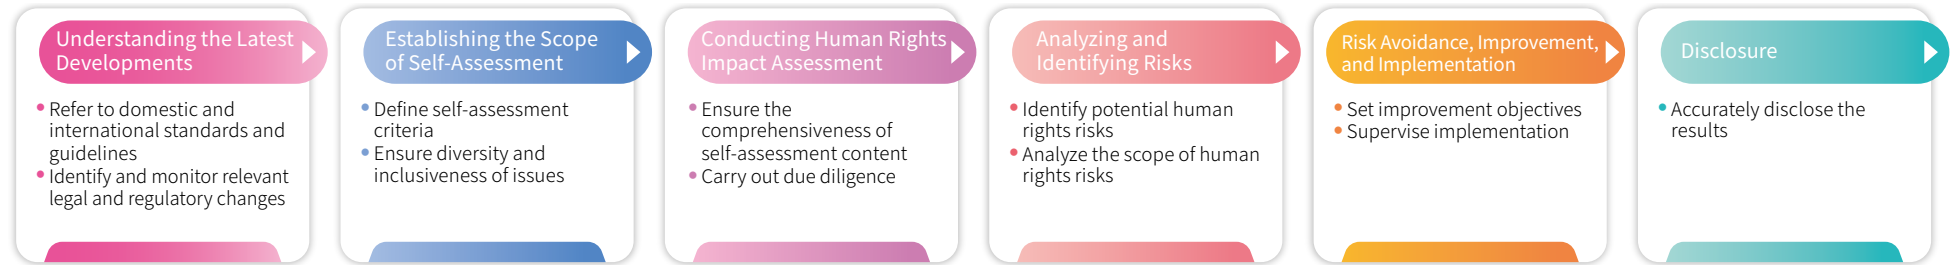 Understanding the Latest
Developments
• Refer to domestic and
international standards and
guidelines
• Identify and monitor relevant
legal and regulatory changes
Establishing the Scope
of Self-Assessment
• Define self-assessment
criteria
• Ensure diversity and
inclusiveness of issues
Conducting Human Rights
Impact Assessment
• Ensure the
comprehensiveness of
self-assessment content
• Carry out due diligence
Analyzing and
Identifying Risks
• Identify potential human
rights risks
• Analyze the scope of human
rights risks
Risk Avoidance, Improvement,
and Implementation
• Set improvement objectives
• Supervise implementation
Disclosure
• Accurately disclose the
results